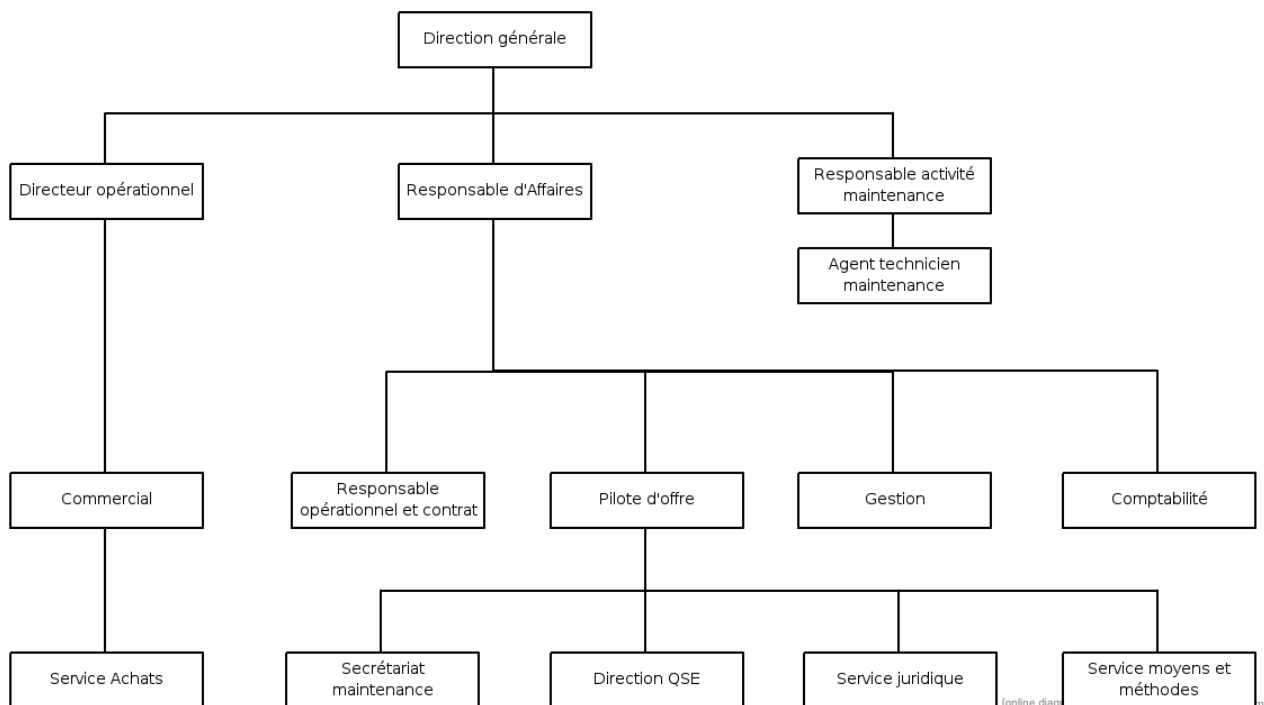 Direction générale
Directeur opérationnel
Responsable d'Affaires
Responsable activité
maintenance
Agent technicien
maintenance
Commercial
Responsable
opérationnel et contrat
Pilote d'offre
Gestion
Comptabilité
Service Achats
Secrétariat
maintenance
Direction QSE
Service juridique
Service moyens et
méthodes
[online